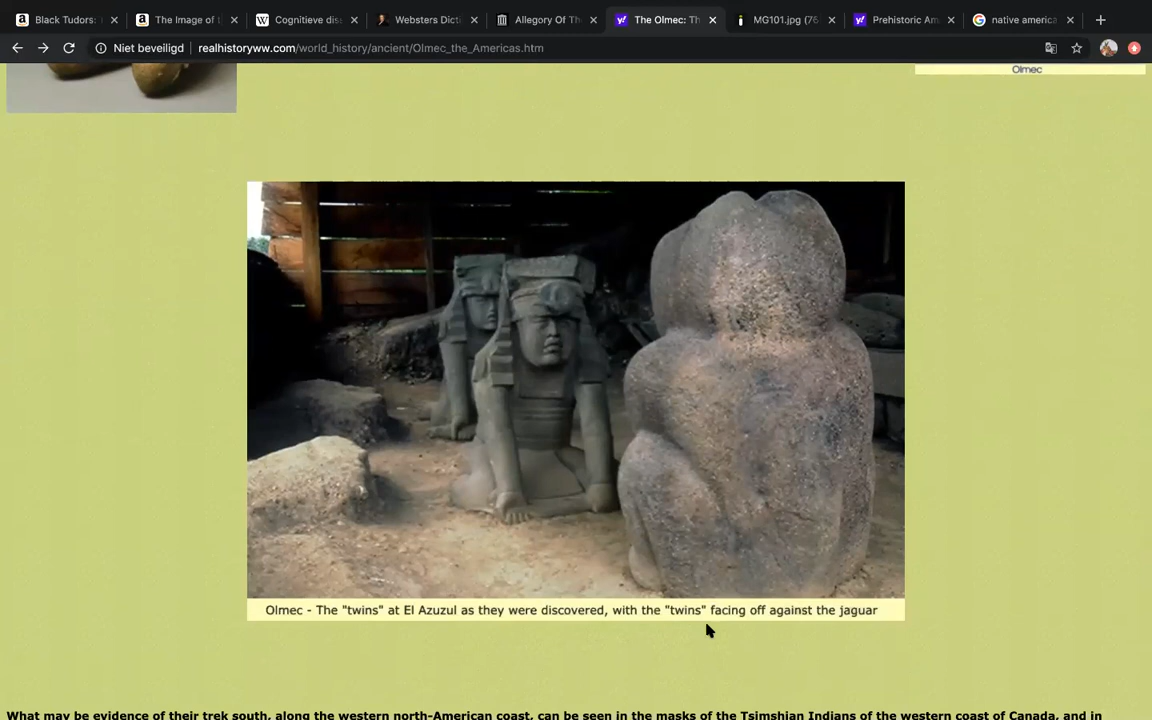 Black Tudors:
The Image of t
Cognitieve dis
Websters Dicti
Allegory Of Th
The Olmec: Th
MG101.jpg (76
Prehistoric Am
native america
Niet beveiligd
realhistoryww.com/world_history/ancient/Olmec_the_Americas.htm
Olmec
Olmec - The "twins" at El Azuzul as they were discovered, with the "twins" facing off against the jaguar
What may be evidence of their trek south, along the western north-American coast, can be seen in the masks of the Tsimshian Indians of the western coast of Canada, and in